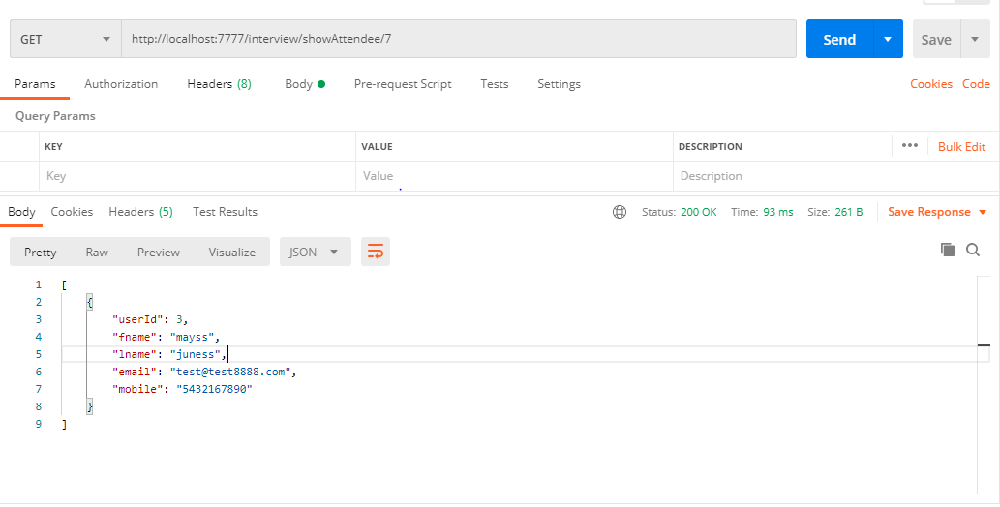 GET http://localhost:7777/interview/showAttendee/7 Send Save
Params Authorization Headers (8) Body Pre-request Script Tests Settings Cookies Code
Query Params
KEY VALUE DESCRIPTION ••• Bulk Edit
Key Value Description
Body Cookies Headers (5) Test Results Status: 200 OK Time: 93 ms Size: 261 B Save Response
Pretty Raw Preview Visualize JSON
1 [
2 {
3 "userId": 3,
4 "fname": "mayss",
5 "lname": "juness",
6 "email": "test@test8888.com",
7 "mobile": "5432167890"
8 }
9 ]